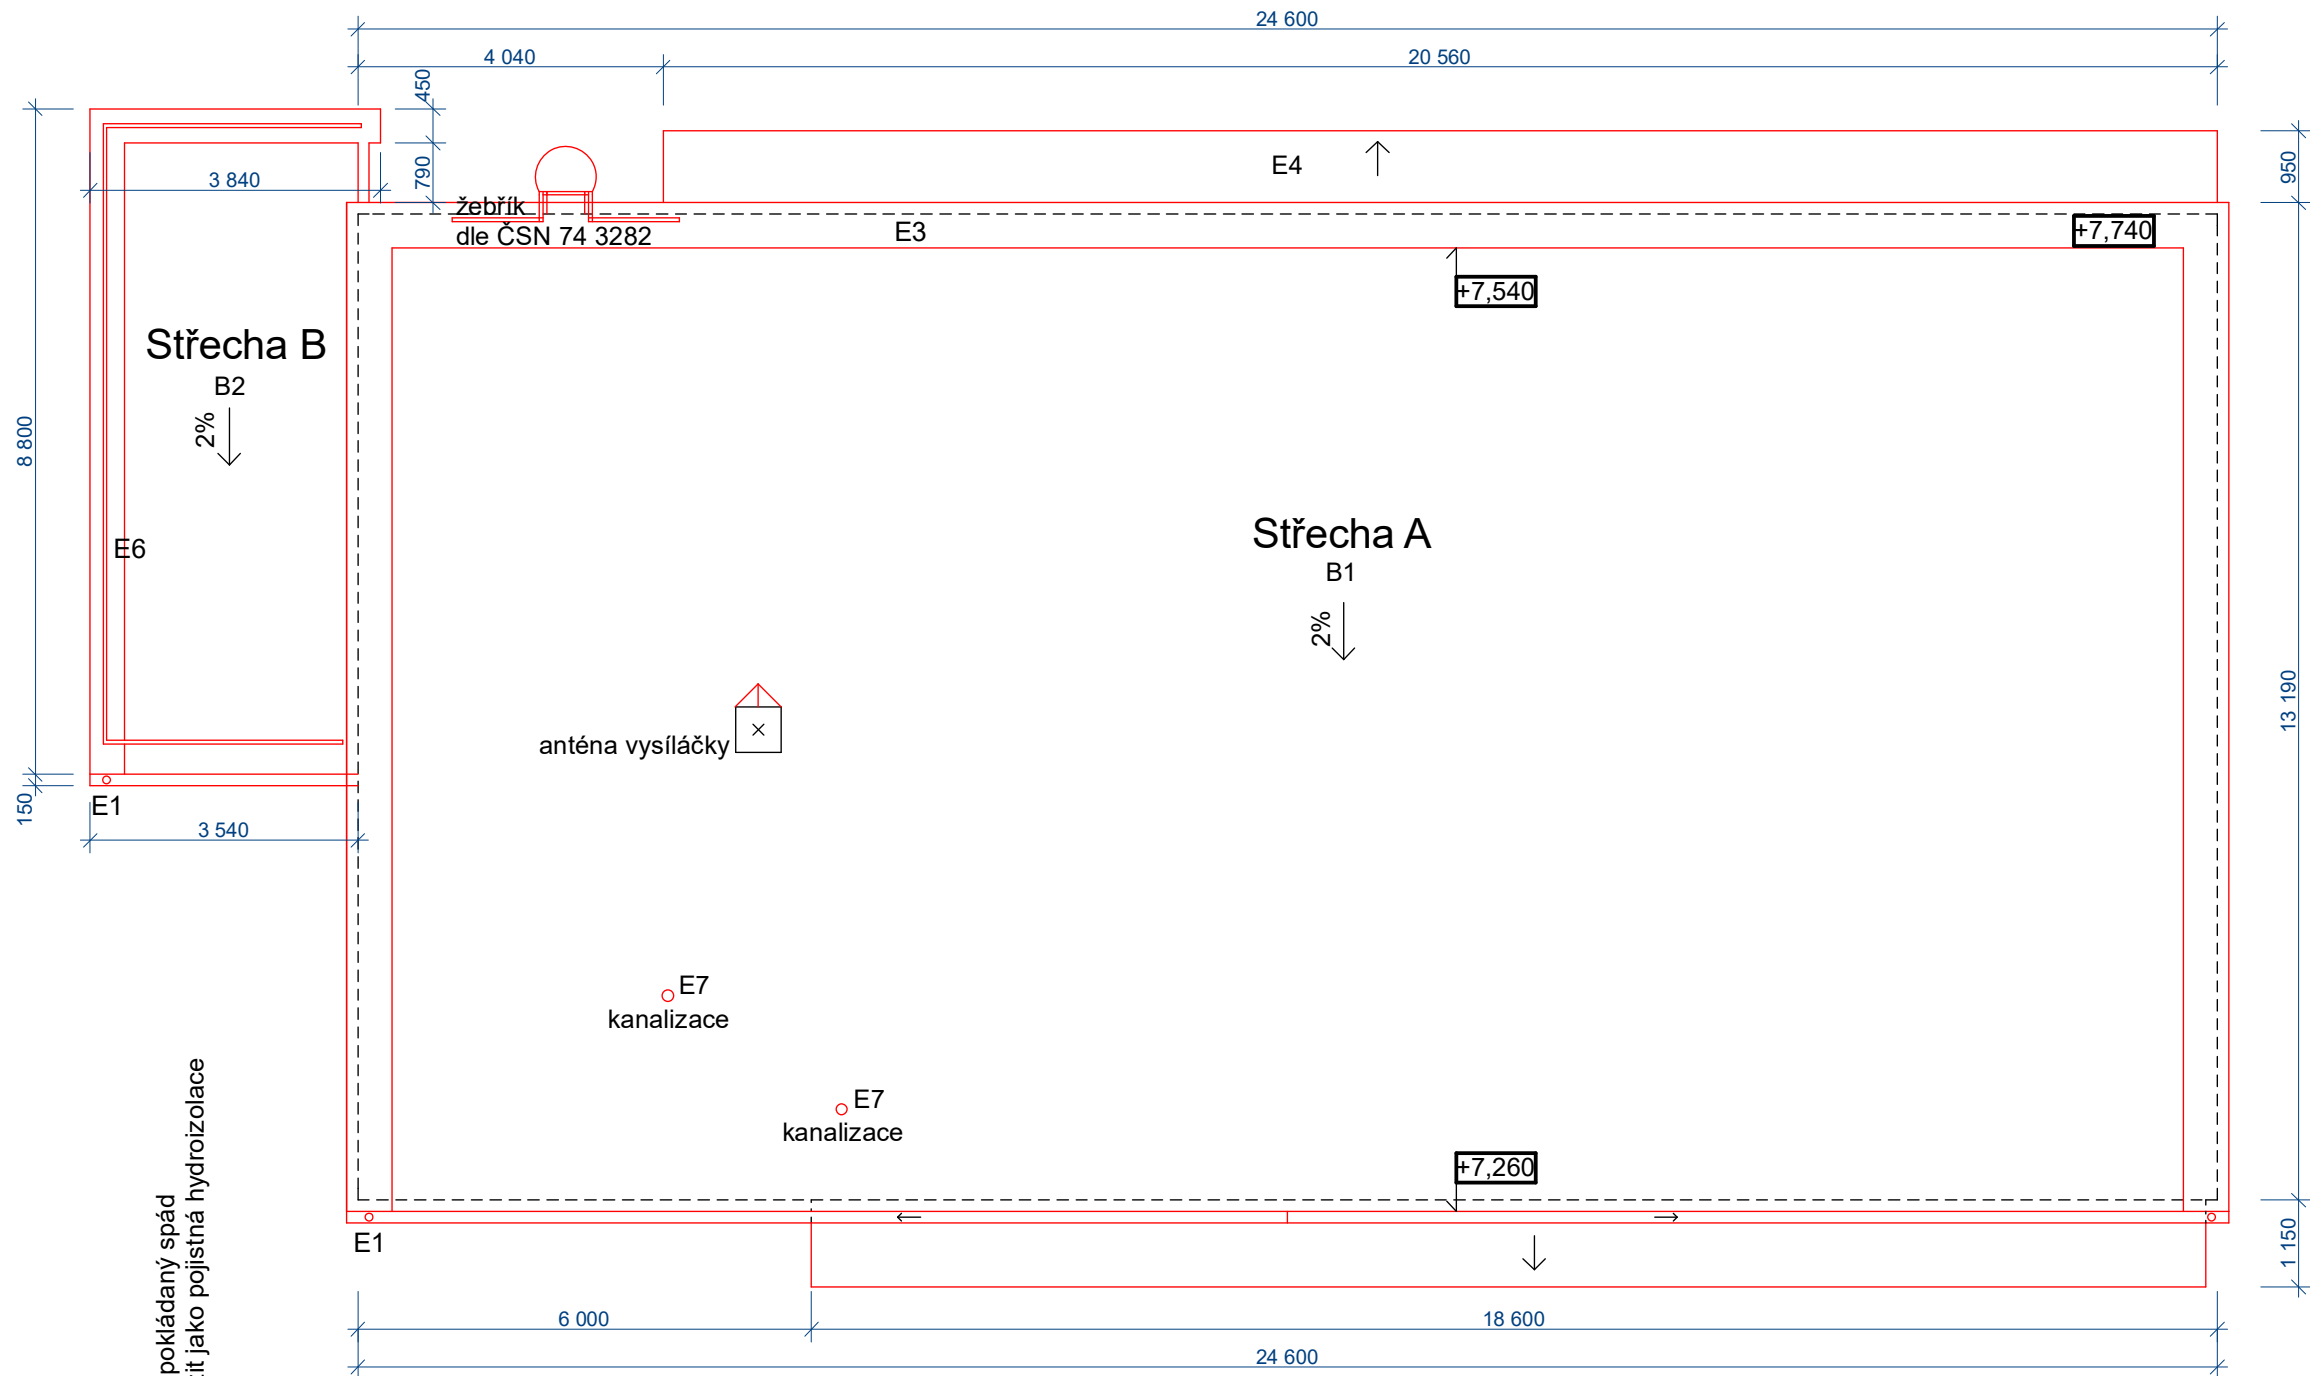 24 600
4 040
20 560
450
790
3 840
8 800
150
3 540
E4
950
žebřík
dle ČSN 74 3282
E3
+7,740
+7,540
Střecha B
B2
2%
E6
E1
Střecha A
B1
2%
13 190
anténa vysíláčky
E7
kanalizace
E7
kanalizace
+7,260
E1
1 150
pokládaný spád
jako pojistná hydroizolace
6 000
18 600
24 600